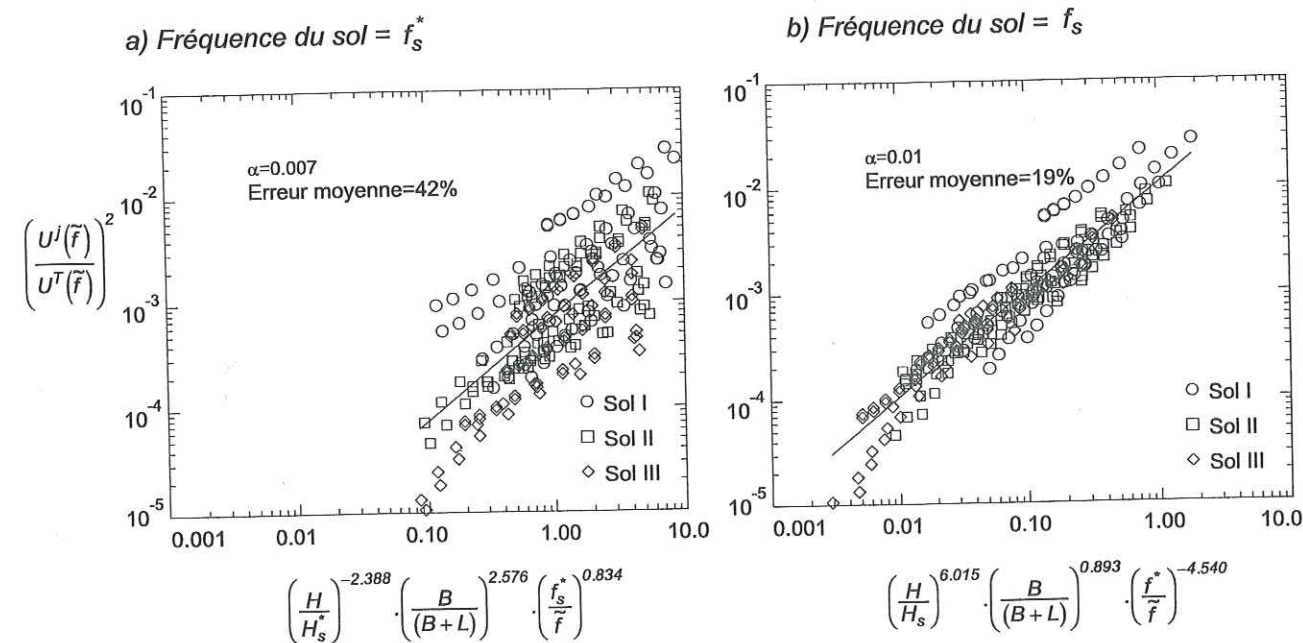 a) Fréquence du sol = f_s^*
b) Fréquence du sol = f_s
10^-1
10^-2
10^-3
10^-4
10^-5
(U^j(f̃) / U^T(f̃))^2
α=0.007
Erreur moyenne=42%
Sol I
Sol II
Sol III
0.001 0.01 0.10 1.00 10.0
(H/H_s^*)^-2.388 · (B/(B+L))^2.576 · (f_s^*/f̃)^0.834
10^-1
10^-2
10^-3
10^-4
10^-5
α=0.01
Erreur moyenne=19%
Sol I
Sol II
Sol III
0.001 0.01 0.10 1.00 10.0
(H/H_s)^6.015 · (B/(B+L))^0.893 · (f^*/f̃)^-4.540